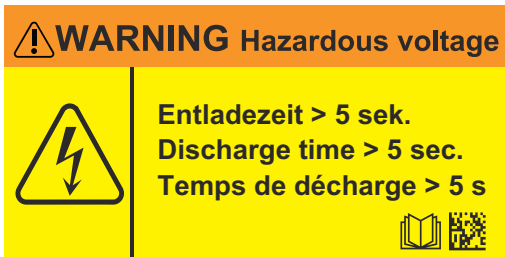 WARNING Hazardous voltage
Entladezeit > 5 sek.
Discharge time > 5 sec.
Temps de décharge > 5 s